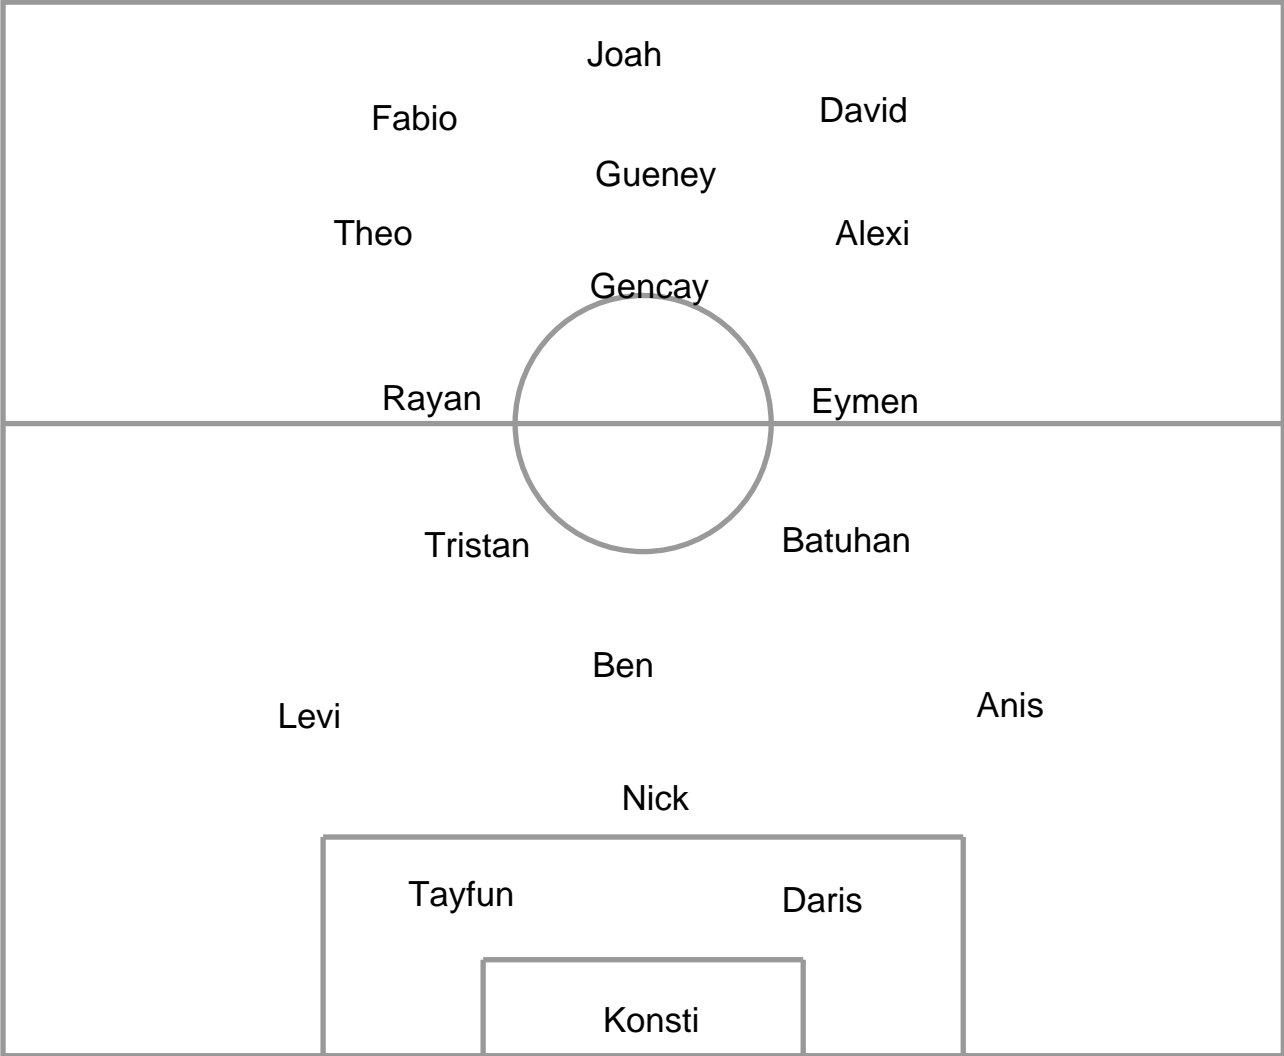 Joah
Fabio
David
Gueney
Theo
Alexi
Gencay
Rayan
Eymen
Tristan
Batuhan
Ben
Levi
Anis
Nick
Tayfun
Daris
Konsti